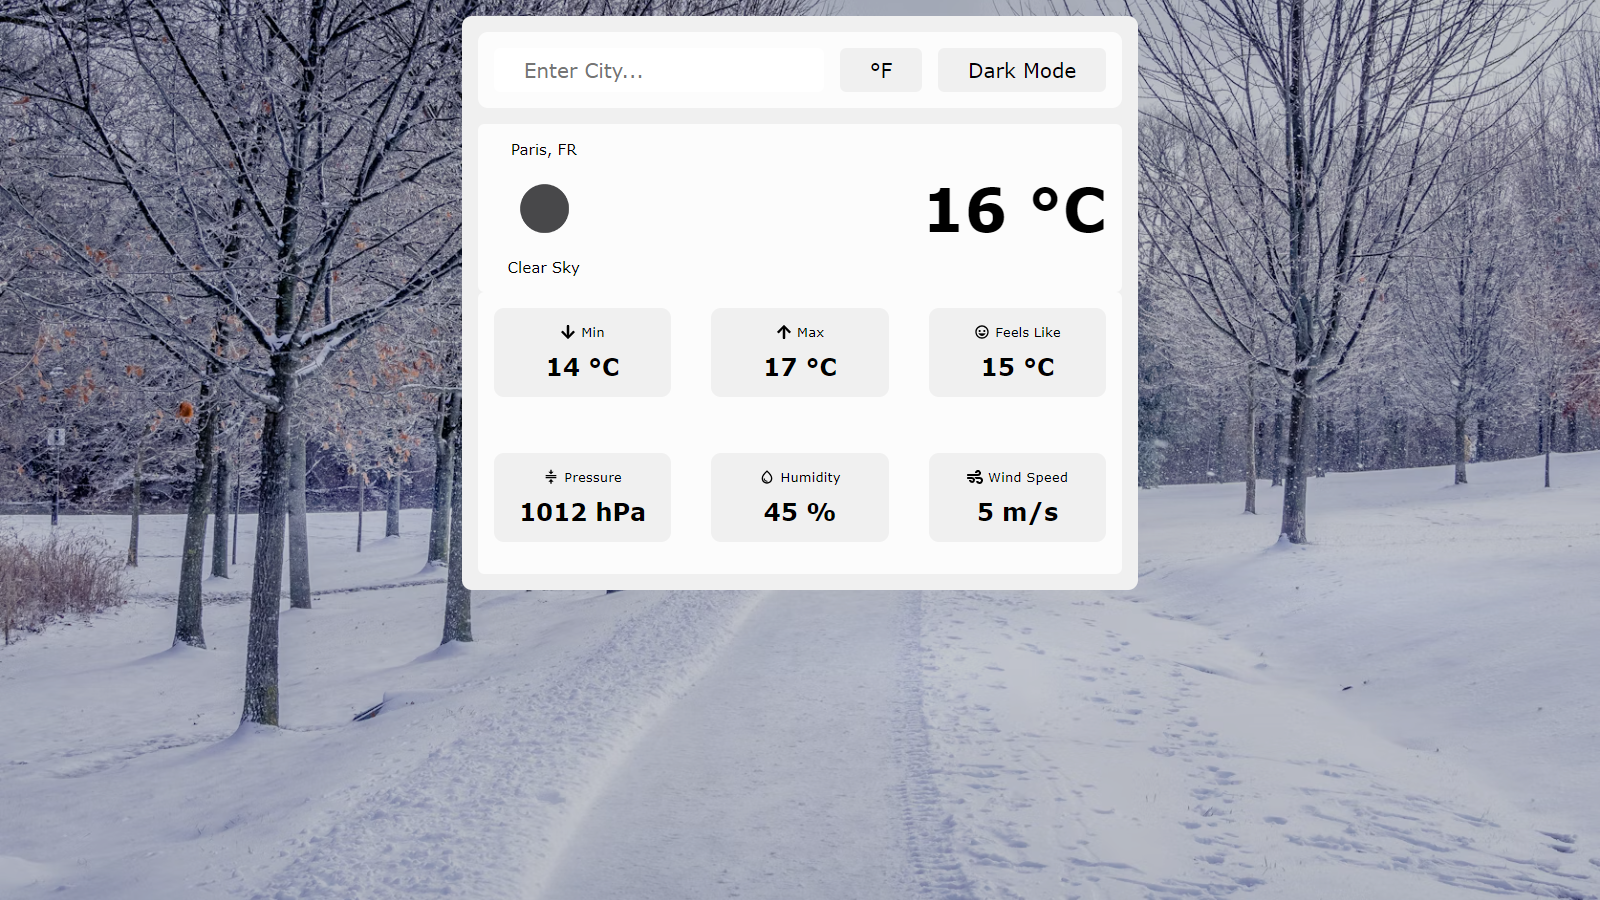 Enter City...
°F
Dark Mode
Paris, FR
16 °C
Clear Sky
Min
14 °C
Max
17 °C
Feels Like
15 °C
Pressure
1012 hPa
Humidity
45 %
Wind Speed
5 m/s